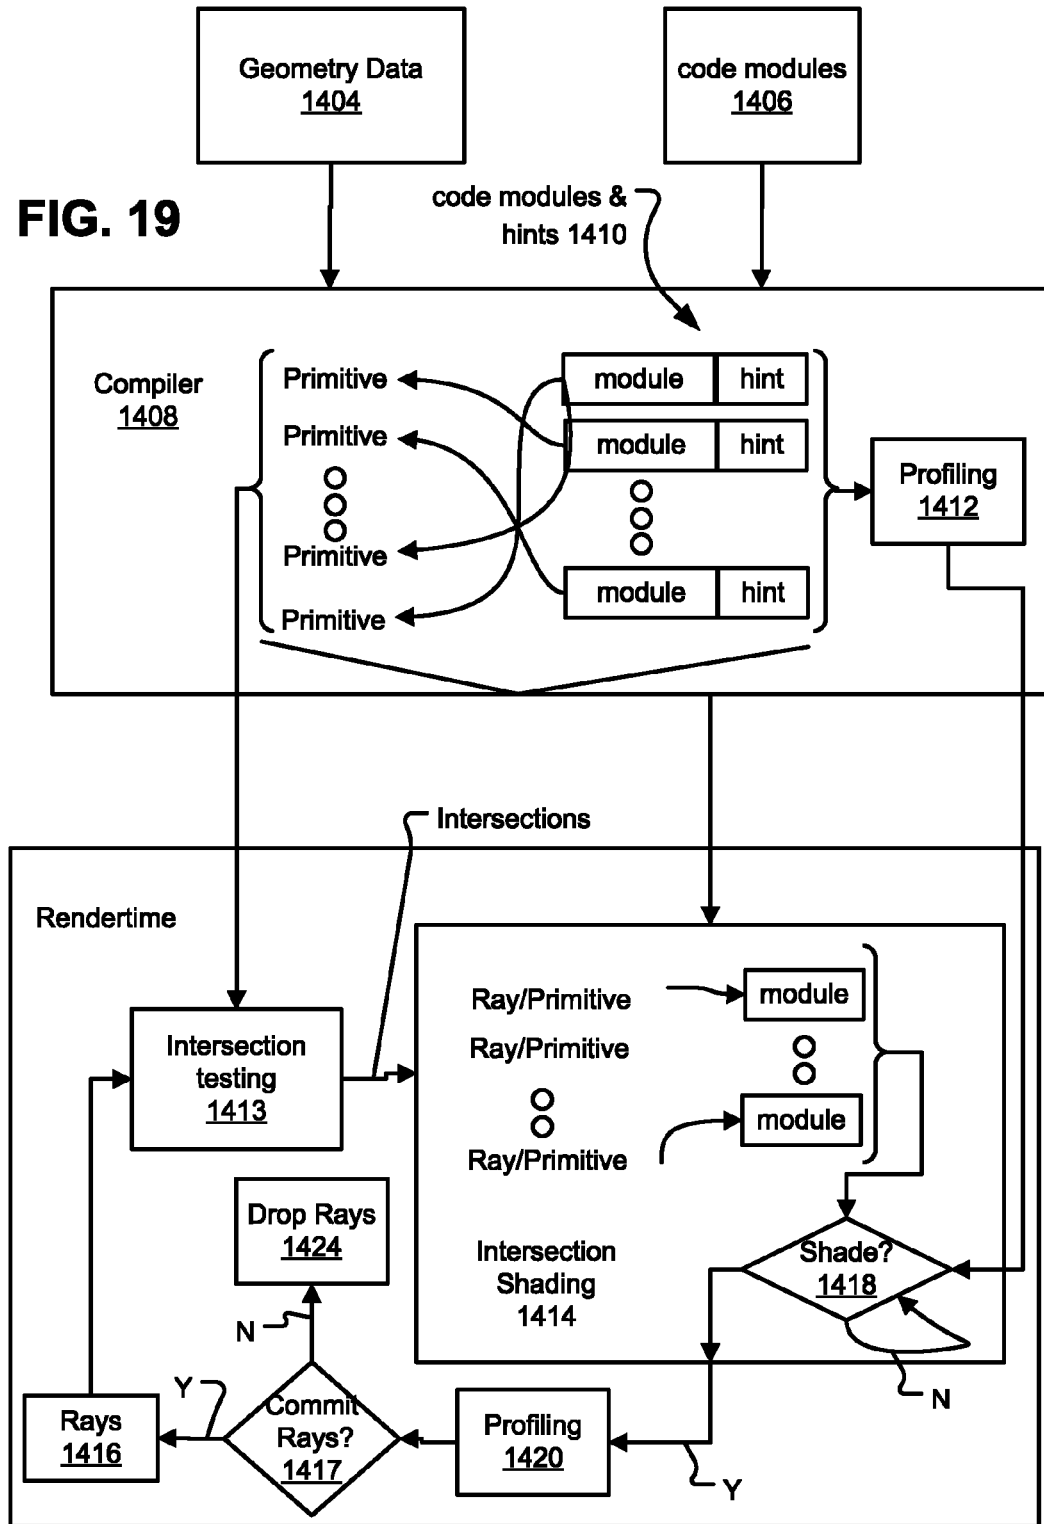 Geometry Data
1404
code modules
1406
FIG. 19
code modules &
hints 1410
Compiler
1408
Primitive
Primitive
Primitive
Primitive
module hint
module hint
module hint
Profiling
1412
Intersections
Rendertime
Intersection
testing
1413
Ray/Primitive
Ray/Primitive
Ray/Primitive
module
module
Drop Rays
1424
Intersection
Shading
1414
Shade?
1418
N
N
Y
Rays
1416
Commit
Rays?
1417
Profiling
1420
Y